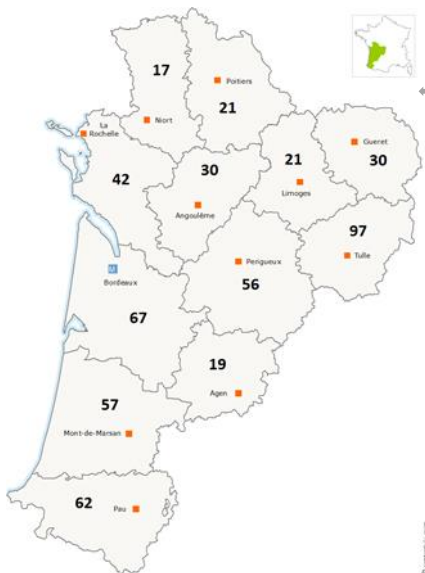 17
Poitiers
21
La
Rochelle
Niort
42
30
Angoulême
21
Limoges
Gueret
30
97
Tulle
Perigueux
56
Bordeaux
67
19
Agen
57
Mont-de-Marsan
62
Pau